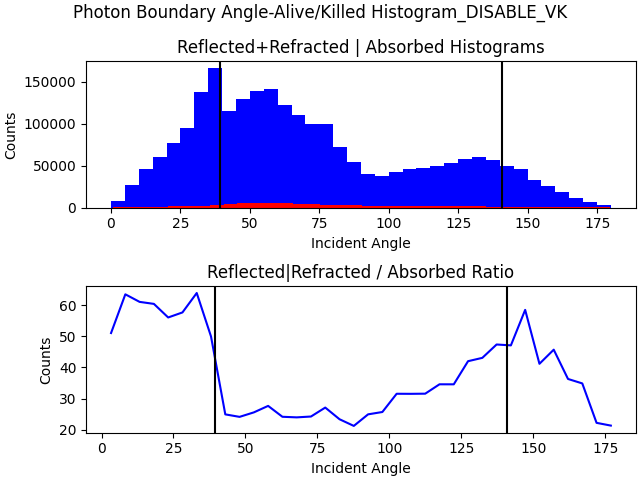 Photon Boundary Angle-Alive/Killed Histogram_DISABLE_VK
Reflected+Refracted | Absorbed Histograms
150000
100000
50000
0
Counts
0 25 50 75 100 125 150 175
Incident Angle
Reflected|Refracted / Absorbed Ratio
60
50
40
30
20
Counts
0 25 50 75 100 125 150 175
Incident Angle